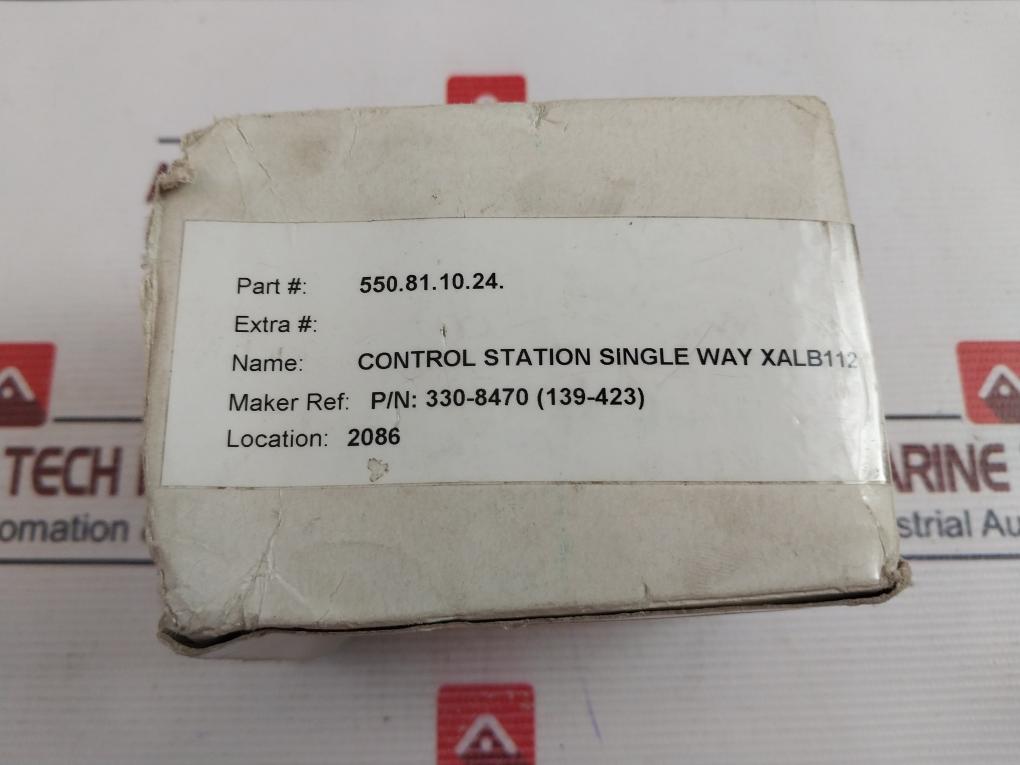 Part #: 550.81.10.24.
Extra #:
Name: CONTROL STATION SINGLE WAY XALB112
Maker Ref: P/N: 330-8470 (139-423)
Location: 2086
TECH
ARINE
omation
strial Au